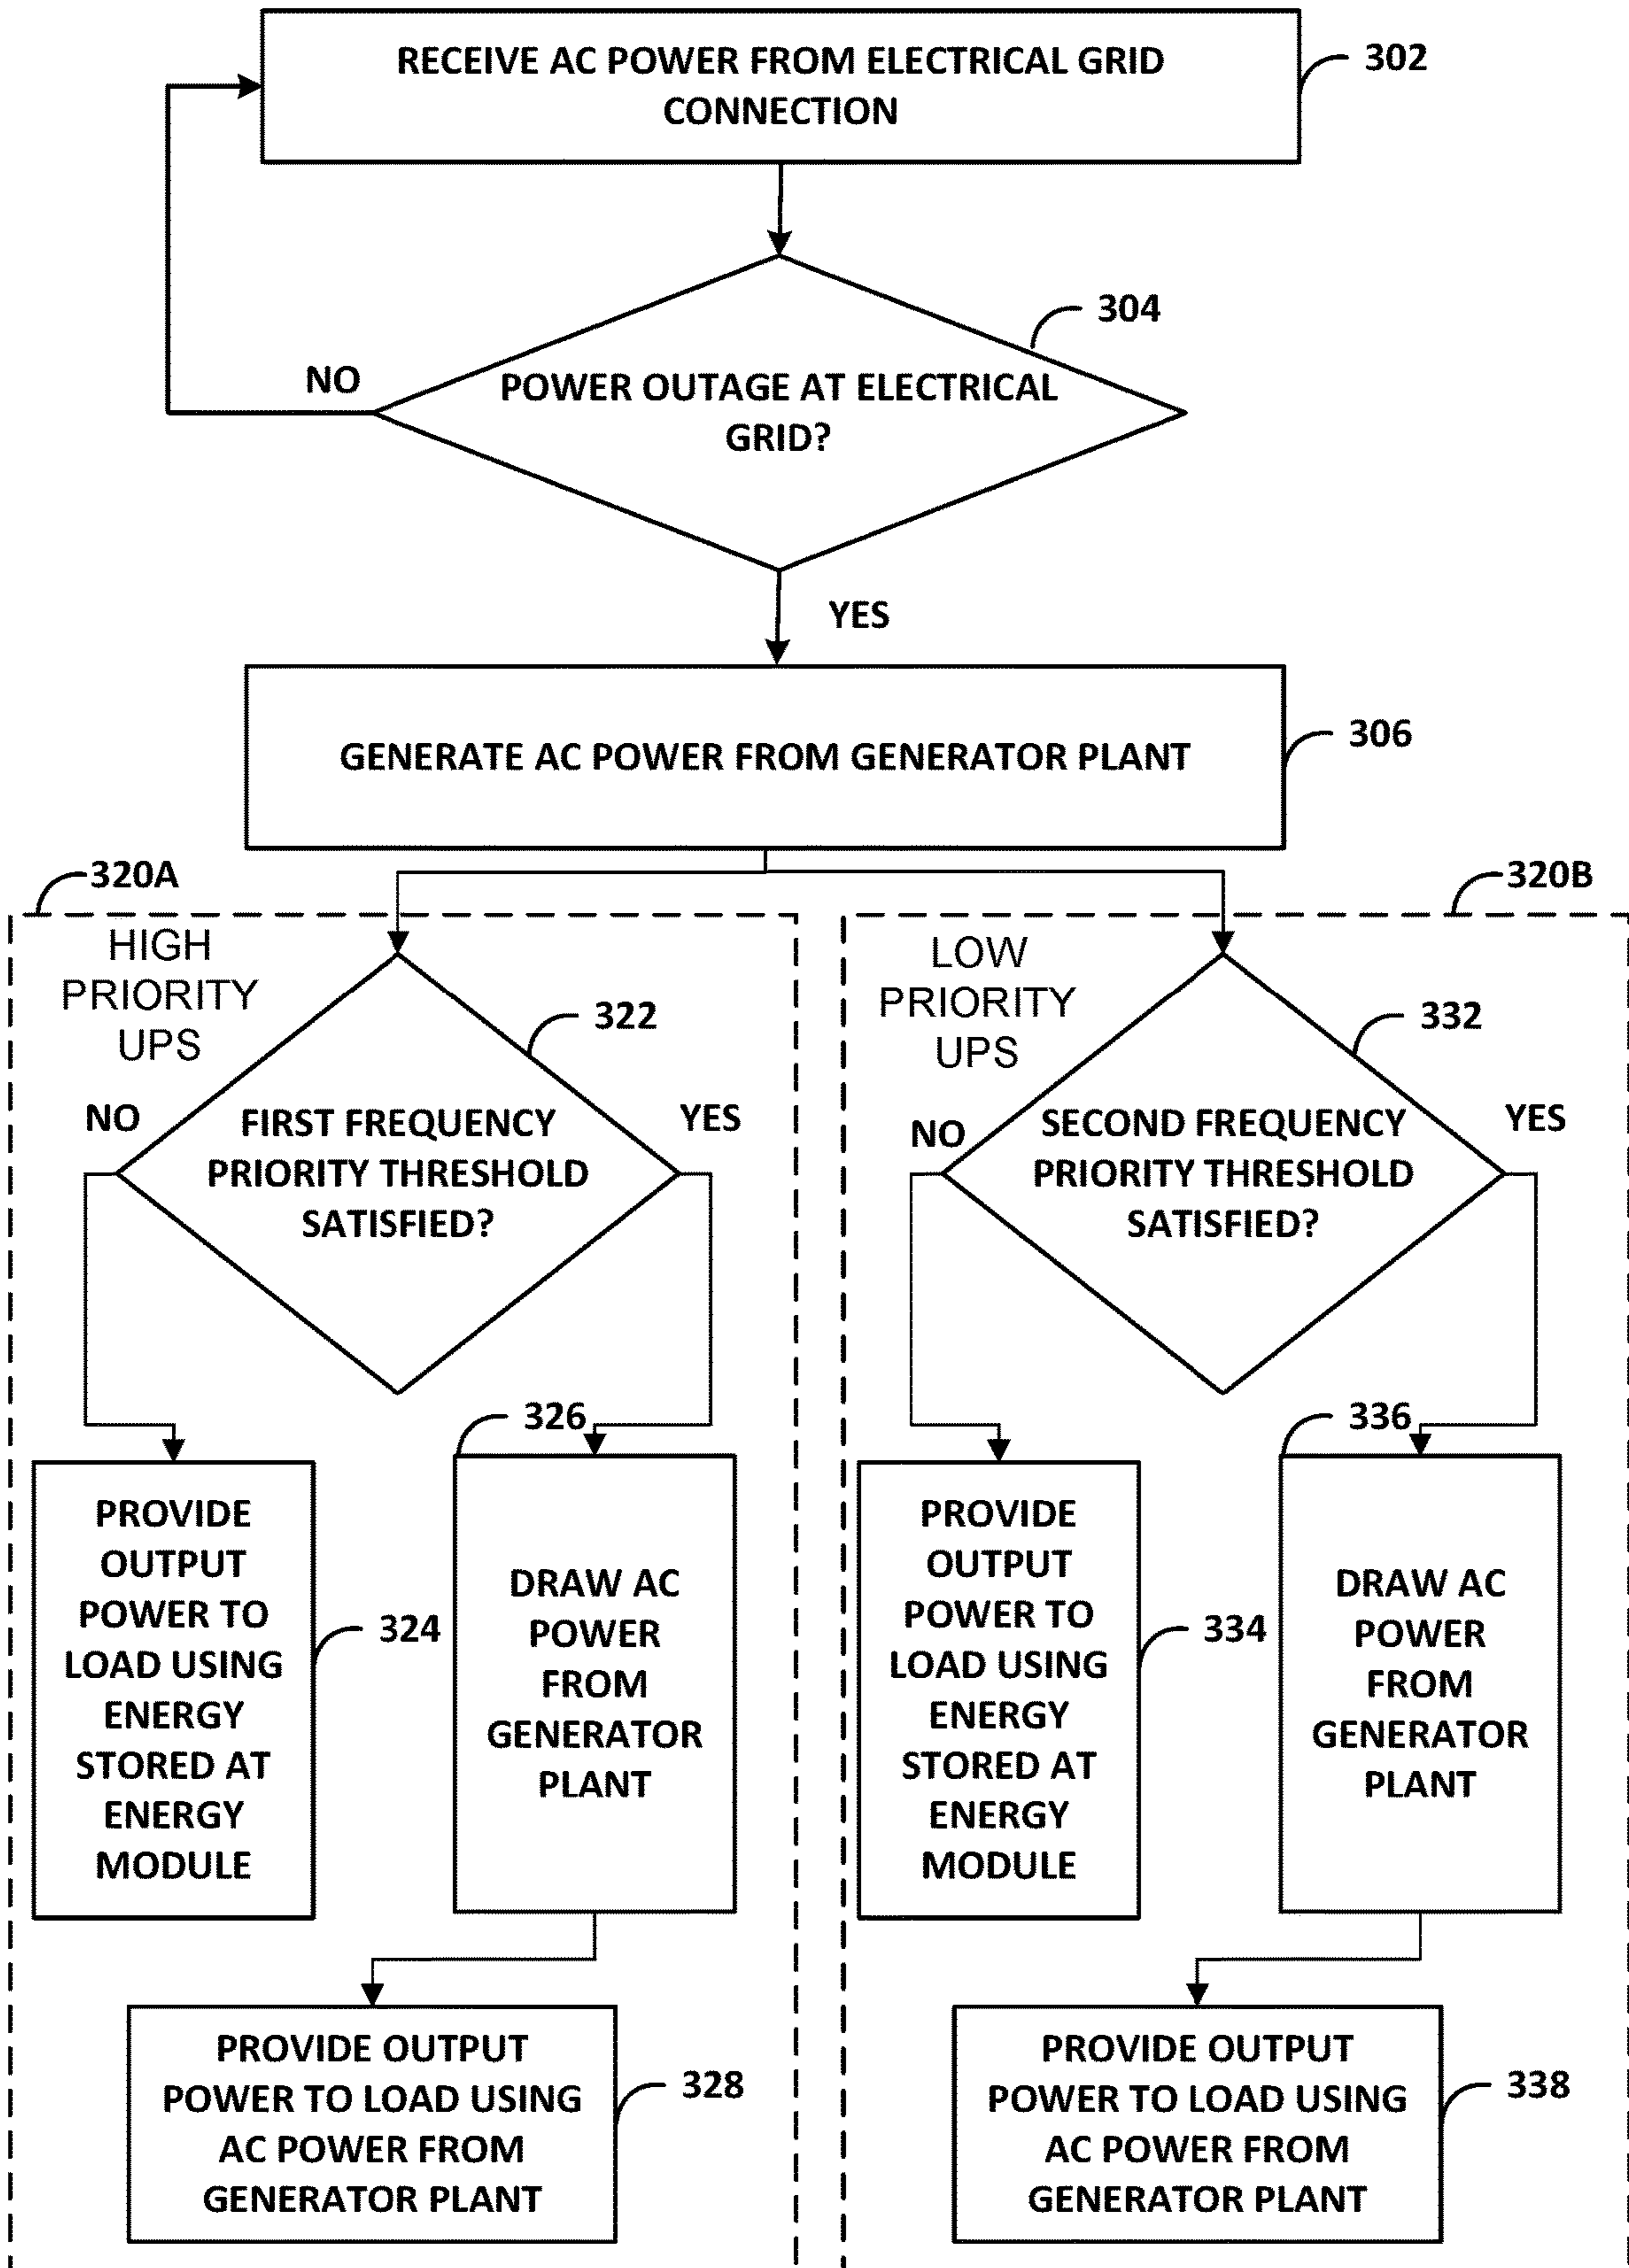 RECEIVE AC POWER FROM ELECTRICAL GRID
CONNECTION
302
304
NO
POWER OUTAGE AT ELECTRICAL
GRID?
YES
GENERATE AC POWER FROM GENERATOR PLANT
306
320A
320B
HIGH
PRIORITY
UPS
322
NO
FIRST FREQUENCY
PRIORITY THRESHOLD
SATISFIED?
YES
LOW
PRIORITY
UPS
332
NO
SECOND FREQUENCY
PRIORITY THRESHOLD
SATISFIED?
YES
PROVIDE
OUTPUT
POWER TO
LOAD USING
ENERGY
STORED AT
ENERGY
MODULE
324
326
DRAW AC
POWER
FROM
GENERATOR
PLANT
PROVIDE
OUTPUT
POWER TO
LOAD USING
ENERGY
STORED AT
ENERGY
MODULE
334
336
DRAW AC
POWER
FROM
GENERATOR
PLANT
PROVIDE OUTPUT
POWER TO LOAD USING
AC POWER FROM
GENERATOR PLANT
328
PROVIDE OUTPUT
POWER TO LOAD USING
AC POWER FROM
GENERATOR PLANT
338